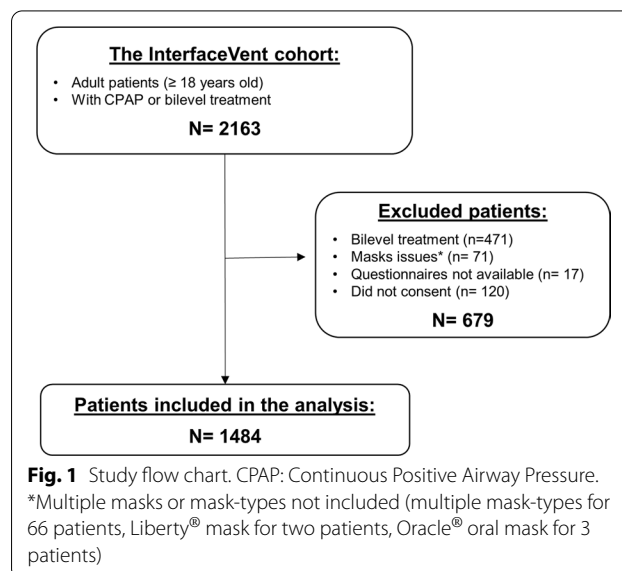 The InterfaceVent cohort:
• Adult patients (≥ 18 years old)
• With CPAP or bilevel treatment
N= 2163
Excluded patients:
• Bilevel treatment (n=471)
• Masks issues* (n= 71)
• Questionnaires not available (n= 17)
• Did not consent (n= 120)
N= 679
Patients included in the analysis:
N= 1484
Fig. 1 Study flow chart. CPAP: Continuous Positive Airway Pressure.
*Multiple masks or mask-types not included (multiple mask-types for
66 patients, Liberty® mask for two patients, Oracle® oral mask for 3
patients)